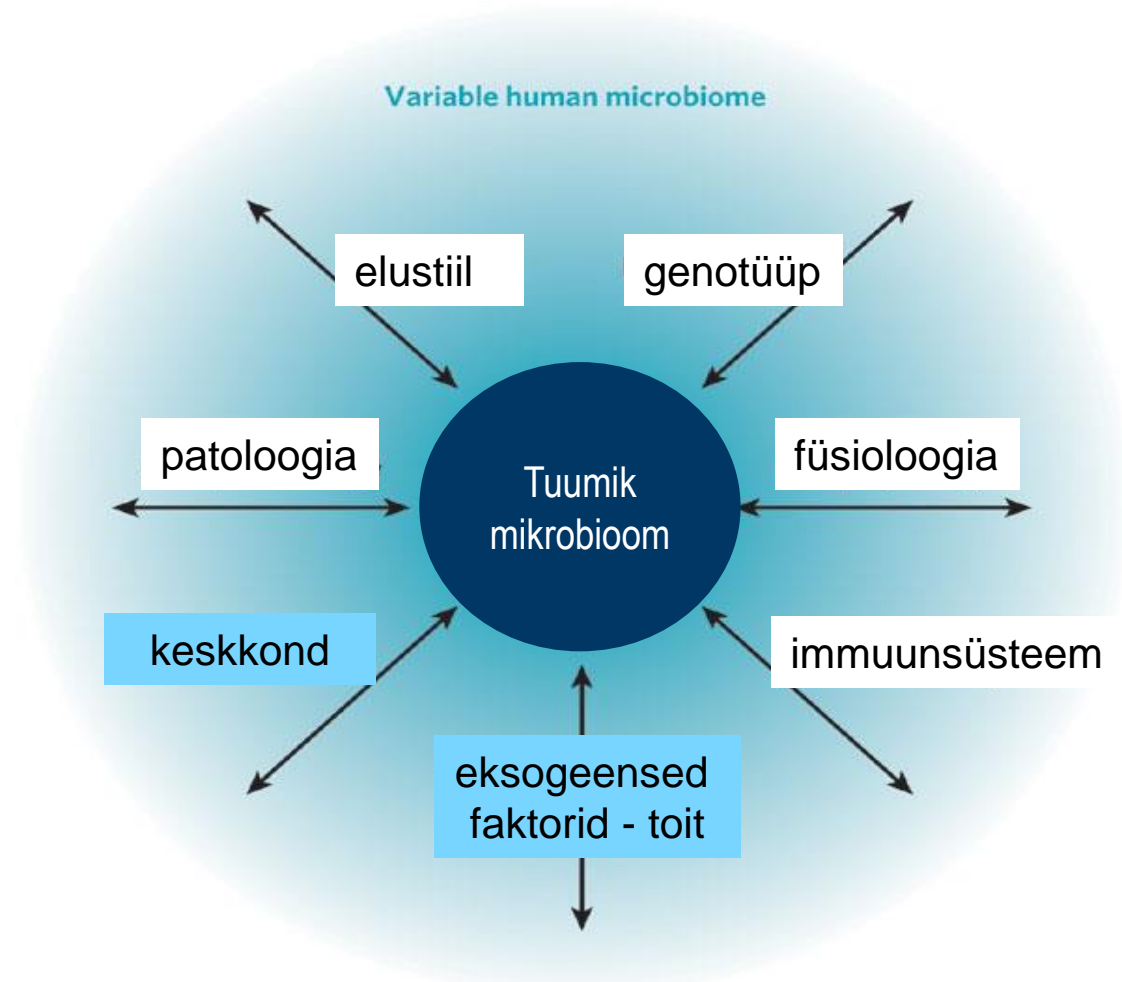 Variable human microbiome
elustiil
genotüüp
patoloogia
füsioloogia
Tuumik
mikrobioom
keskkond
immuunsüsteem
eksogeensed
faktorid - toit